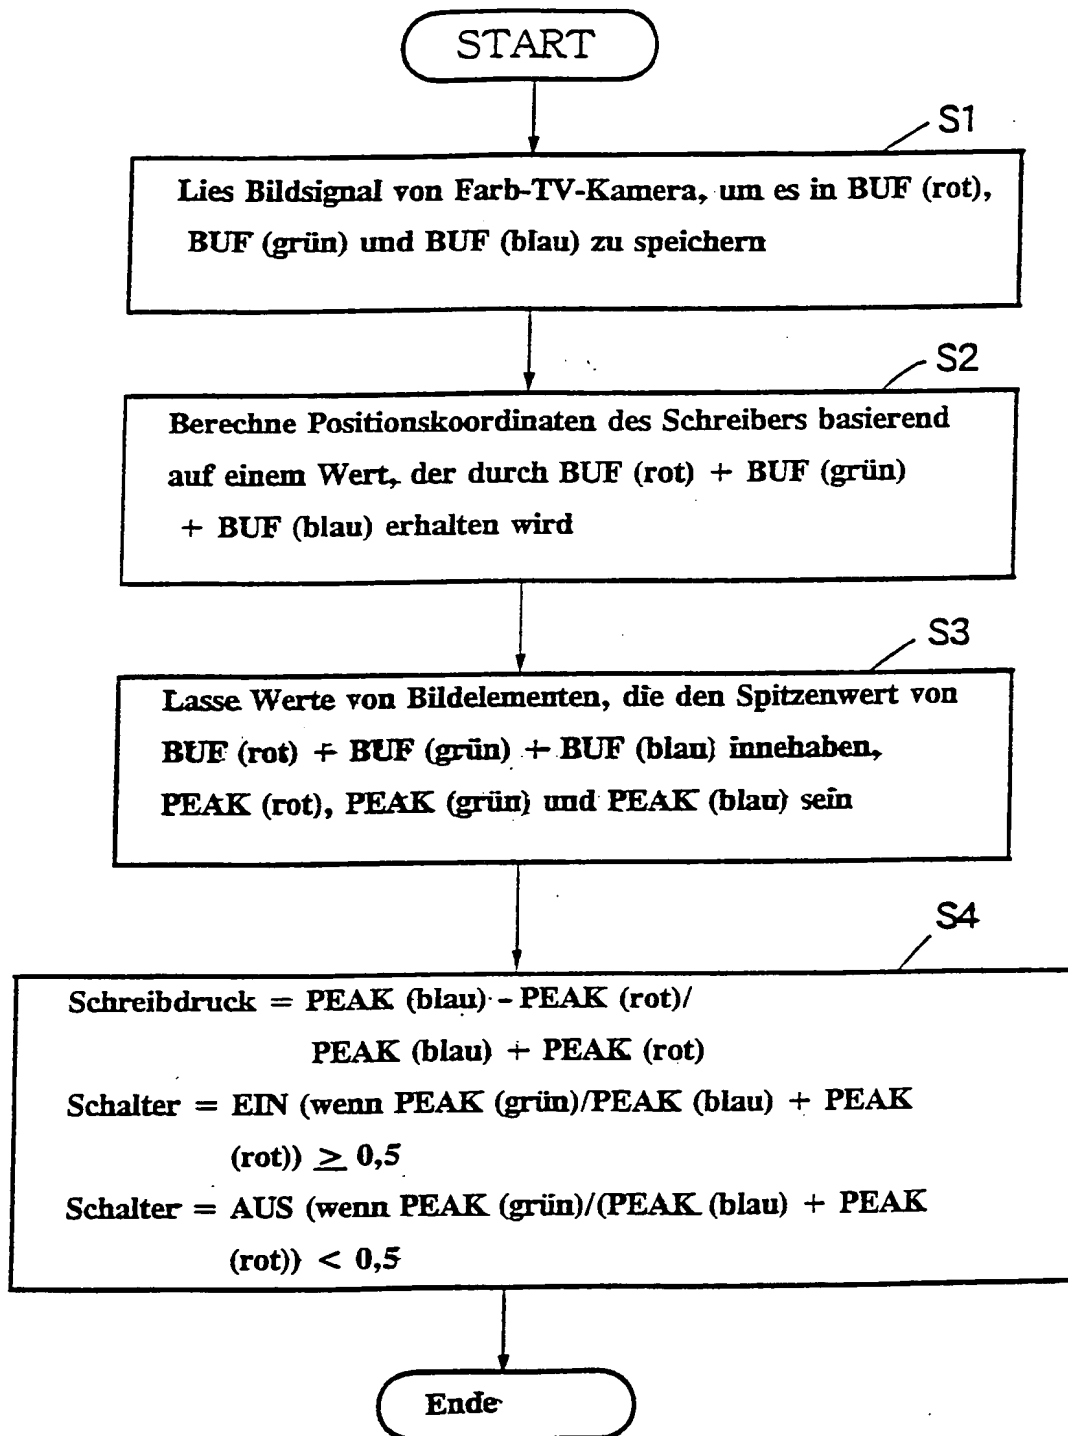 START
S1
Lies Bildsignal von Farb-TV-Kamera, um es in BUF (rot),
BUF (grün) und BUF (blau) zu speichern
S2
Berechne Positionskoordinaten des Schreibers basierend
auf einem Wert, der durch BUF (rot) + BUF (grün)
+ BUF (blau) erhalten wird
S3
Lasse Werte von Bildelementen, die den Spitzenwert von
BUF (rot) + BUF (grün) + BUF (blau) innehaben,
PEAK (rot), PEAK (grün) und PEAK (blau) sein
S4
Schreibdruck = PEAK (blau) - PEAK (rot)/
PEAK (blau) + PEAK (rot)
Schalter = EIN (wenn PEAK (grün)/PEAK (blau) + PEAK
(rot)) ≥ 0,5
Schalter = AUS (wenn PEAK (grün)/(PEAK (blau) + PEAK
(rot)) < 0,5
Ende